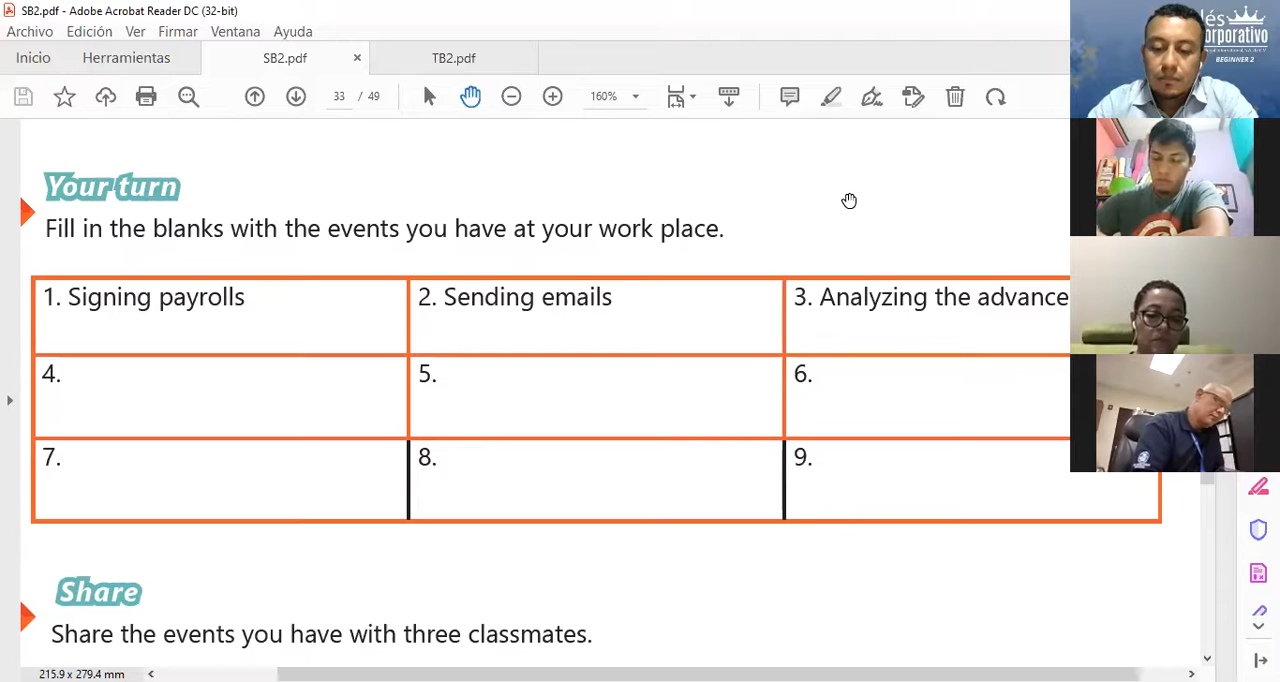 SB2.pdf - Adobe Acrobat Reader DC (32-bit)
Archivo Edición Ver Firmar Ventana Ayuda
Inicio Herramientas SB2.pdf × TB2.pdf
33 / 49 160%
lés
orporativo
BEGINNER 2
Your turn
Fill in the blanks with the events you have at your work place.
1. Signing payrolls 2. Sending emails 3. Analyzing the advance
4. 5. 6.
7. 8. 9.
Share
Share the events you have with three classmates.
215.9 x 279.4 mm